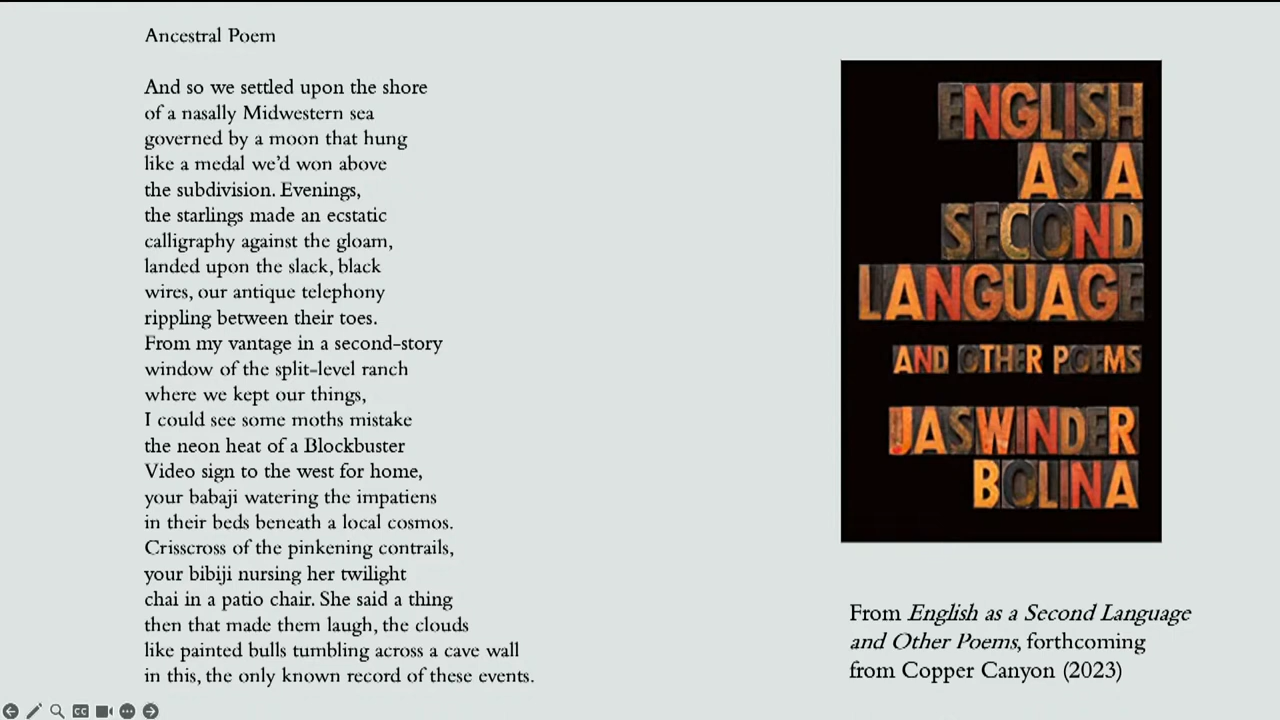 Ancestral Poem
And so we settled upon the shore
of a nasally Midwestern sea
governed by a moon that hung
like a medal we’d won above
the subdivision. Evenings,
the starlings made an ecstatic
calligraphy against the gloam,
landed upon the slack, black
wires, our antique telephony
rippling between their toes.
From my vantage in a second-story
window of the split-level ranch
where we kept our things,
I could see some moths mistake
the neon heat of a Blockbuster
Video sign to the west for home,
your babaji watering the impatiens
in their beds beneath a local cosmos.
Crisscross of the pinkening contrails,
your bibiji nursing her twilight
chai in a patio chair. She said a thing
then that made them laugh, the clouds
like painted bulls tumbling across a cave wall
in this, the only known record of these events.
ENGLISH
AS A
SECOND
LANGUAGE
AND OTHER POEMS
JASWINDER
BOLINA
From English as a Second Language
and Other Poems, forthcoming
from Copper Canyon (2023)
CC